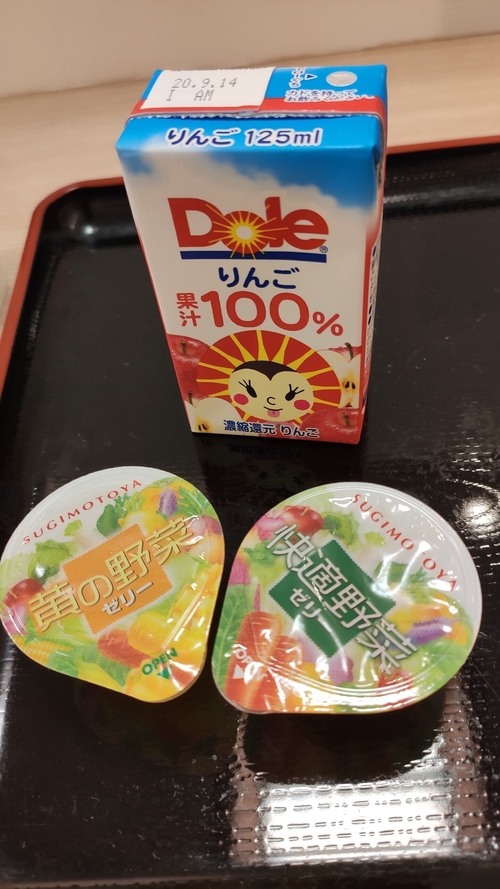 20.9.14
I AM
りんご 125ml
Dole®
りんご
果汁100%
濃縮還元 りんご
SUGIMOTOYA
黄の野菜
ゼリー
OPEN
SUGIMOTOYA
快適野菜
ゼリー
OPEN